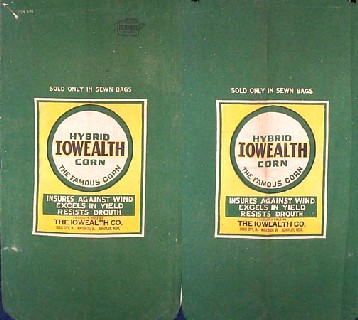 SOLD ONLY IN SEWN BAGS
HYBRID
IOWEALTH
CORN
THE FAMOUS CORN
INSURES AGAINST WIND
EXCELS IN YIELD
RESISTS DROUTH
THE IOWEALTH CO.
SOLD ONLY IN SEWN BAGS
HYBRID
IOWEALTH
CORN
THE FAMOUS CORN
INSURES AGAINST WIND
EXCELS IN YIELD
RESISTS DROUTH
THE IOWEALTH CO.